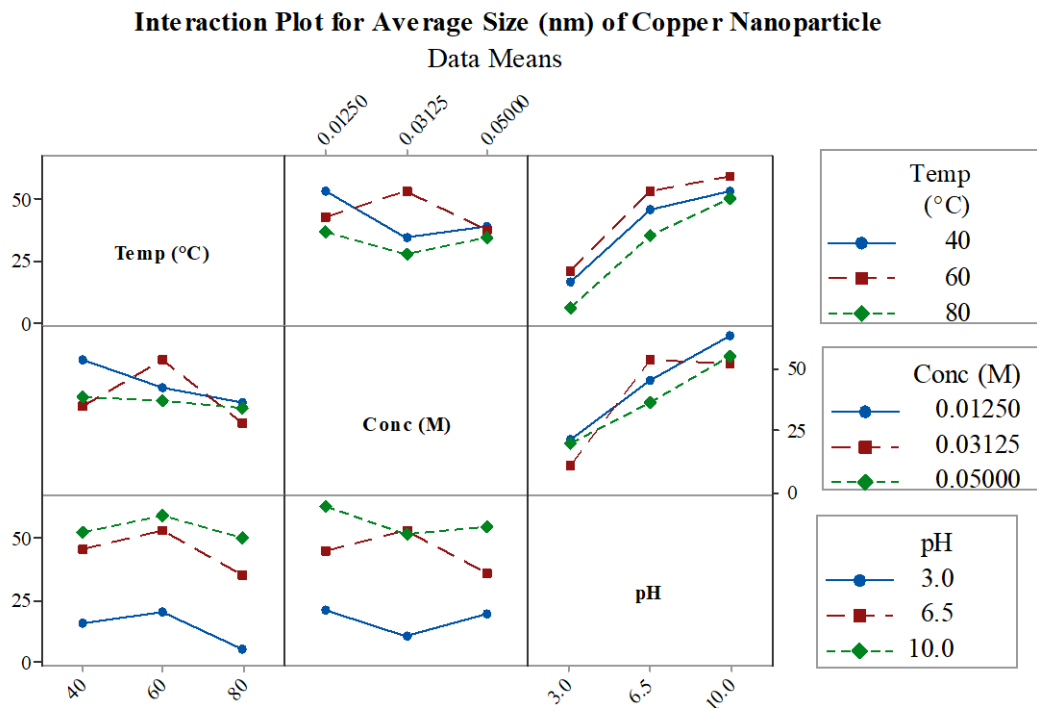 Interaction Plot for Average Size (nm) of Copper Nanoparticle
Data Means
0.01250 0.03125 0.05000
50
25
0
Temp (°C)
Temp
(°C)
40
60
80
Conc (M)
50
25
0
Conc (M)
0.01250
0.03125
0.05000
50
25
0
pH
pH
3.0
6.5
10.0
40 60 80 3.0 6.5 10.0